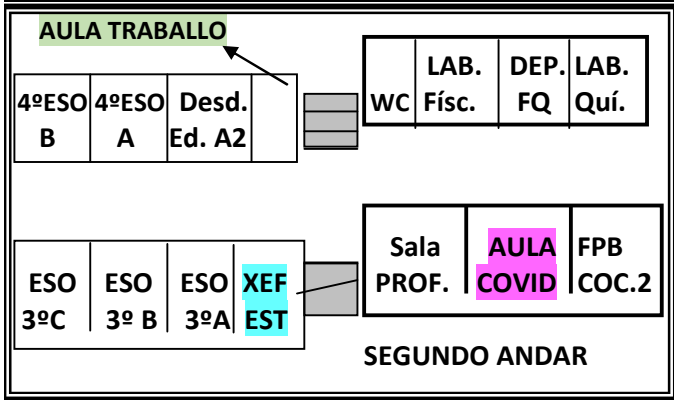 AULA TRABALLO
4ºESO B
4ºESO A
Desd. Ed. A2
WC
LAB. Físc.
DEP. FQ
LAB. Quí.
ESO 3ºC
ESO 3º B
ESO 3ºA
XEF EST
Sala PROF.
AULA COVID
FPB COC.2
SEGUNDO ANDAR